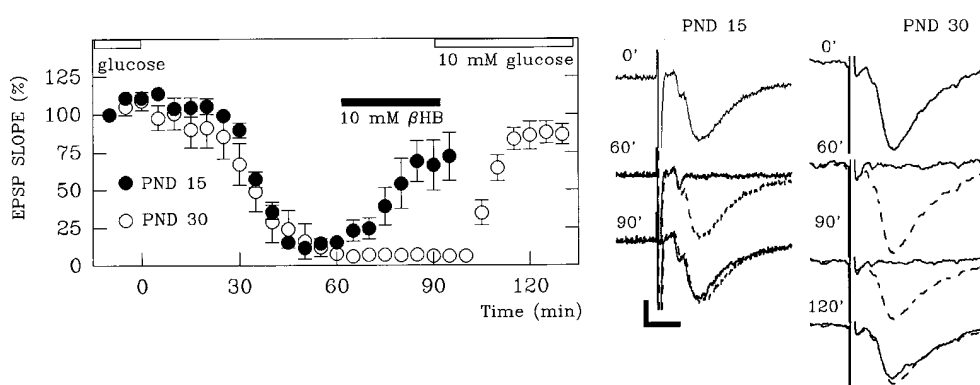 EPSP SLOPE (%)
125
100
75
50
25
0
glucose
10 mM glucose
10 mM βHB
PND 15
PND 30
0
30
60
90
120
Time (min)
PND 15
0'
60'
90'
PND 30
0'
60'
90'
120'